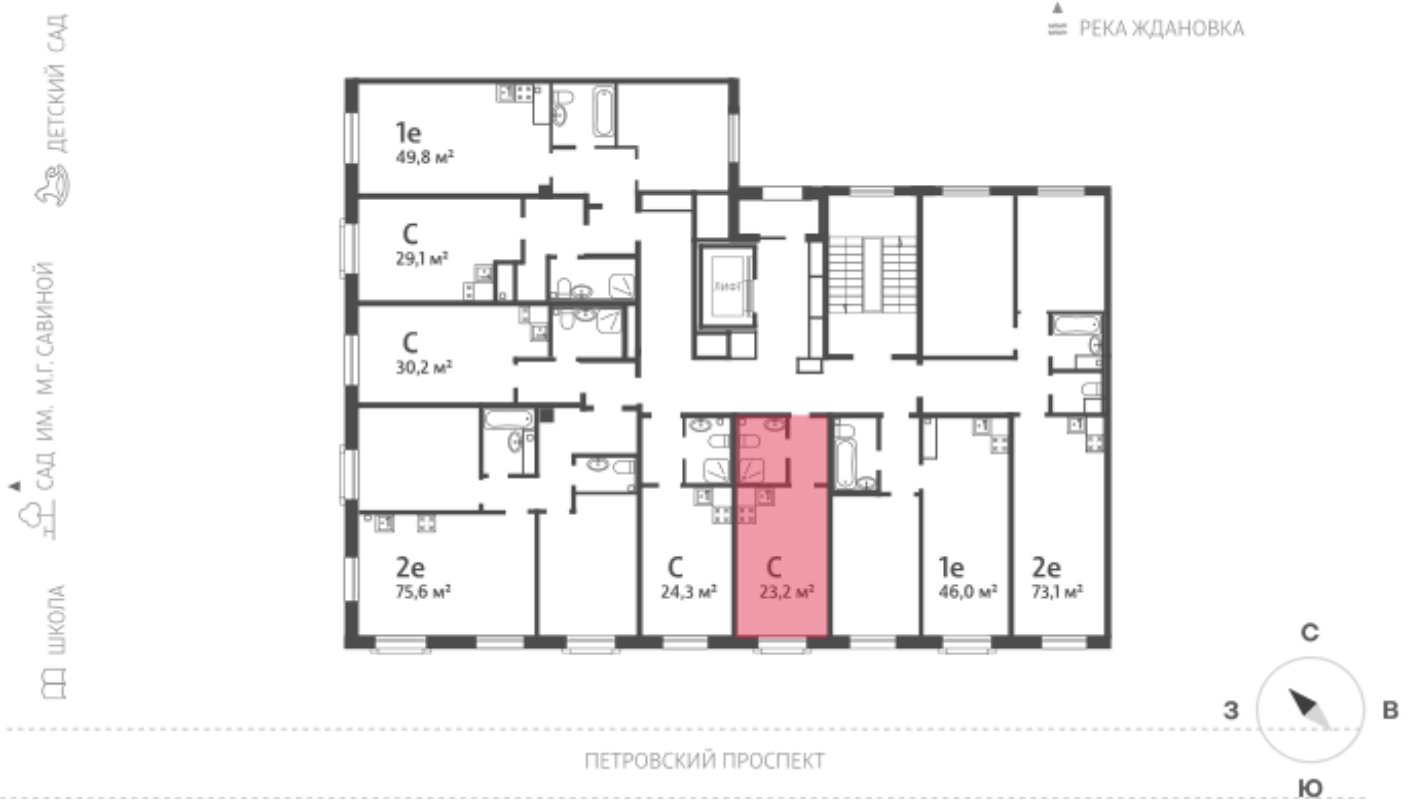 РЕКА ЖДАНОВКА
ДЕТСКИЙ САД
САД ИМ. М.Г. САВИНОЙ
ШКОЛА
1е
49,8 м²
С
29,1 м²
ЛИФТ
С
30,2 м²
2е
75,6 м²
С
24,3 м²
С
23,2 м²
1е
46,0 м²
2е
73,1 м²
С
З
В
Ю
ПЕТРОВСКИЙ ПРОСПЕКТ